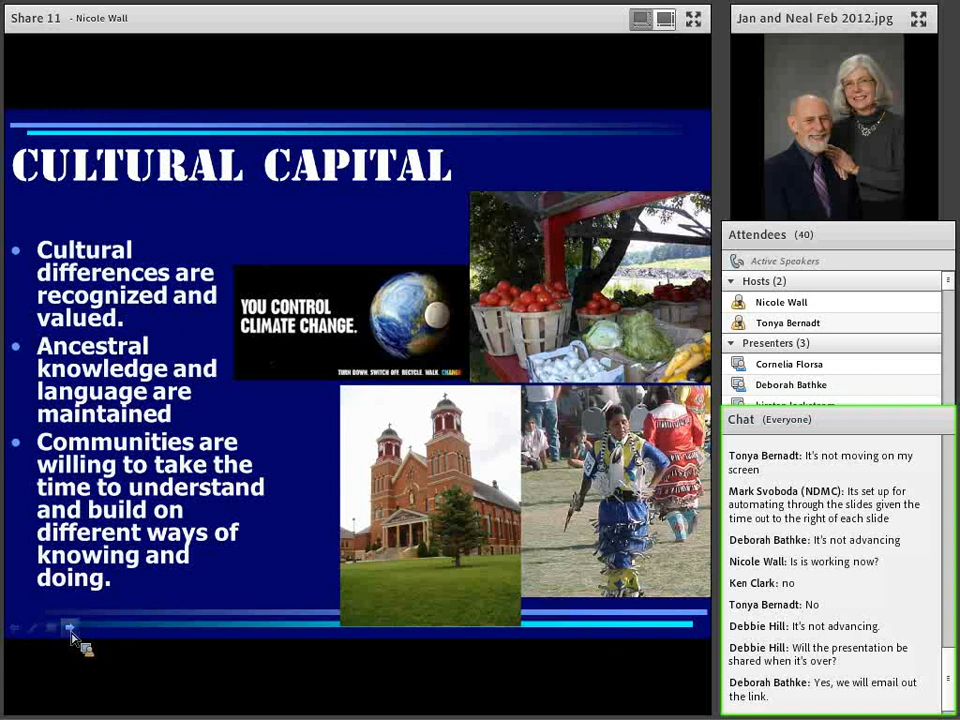 Share 11 - Nicole Wall
CULTURAL CAPITAL
• Cultural
differences are
recognized and
valued.
• Ancestral
knowledge and
language are
maintained
• Communities are
willing to take the
time to understand
and build on
different ways of
knowing and
doing.
YOU CONTROL
CLIMATE CHANGE.
TURN DOWN. SWITCH OFF. RECYCLE. WALK. CHANGE
Jan and Neal Feb 2012.jpg
Attendees (40)
Active Speakers
Hosts (2)
Nicole Wall
Tonya Bernadt
Presenters (3)
Cornelia Florsa
Deborah Bathke
Chat (Everyone)
Tonya Bernadt: It's not moving on my
screen
Mark Svoboda (NDMC): Its set up for
automating through the slides given the
time out to the right of each slide
Deborah Bathke: It's not advancing
Nicole Wall: Is is working now?
Ken Clark: no
Tonya Bernadt: No
Debbie Hill: It's not advancing.
Debbie Hill: Will the presentation be
shared when it's over?
Deborah Bathke: Yes, we will email out
the link.